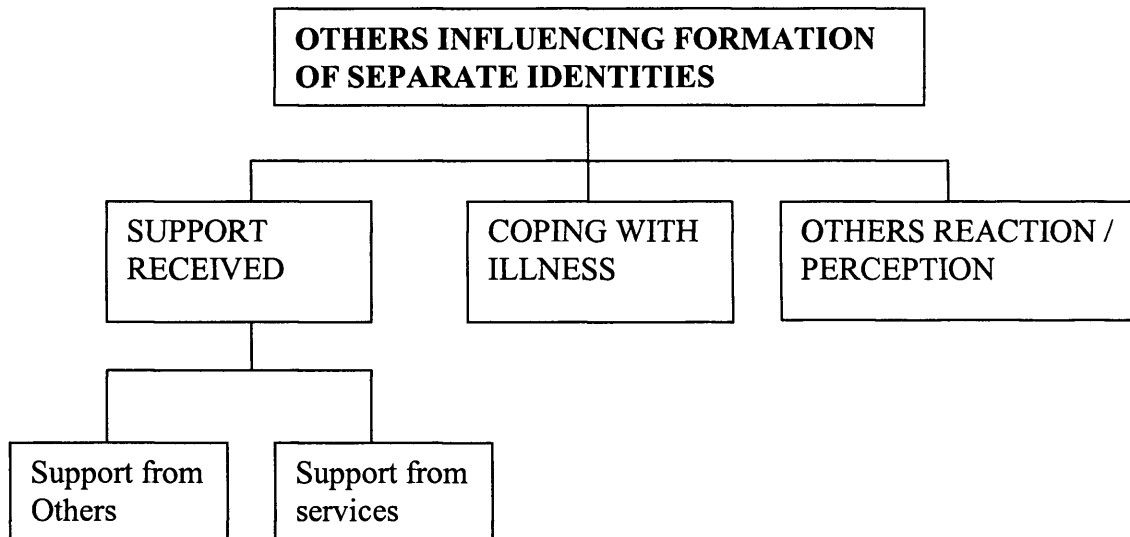 OTHERS INFLUENCING FORMATION
OF SEPARATE IDENTITIES
SUPPORT
RECEIVED
COPING WITH
ILLNESS
OTHERS REACTION /
PERCEPTION
Support from
Others
Support from
services